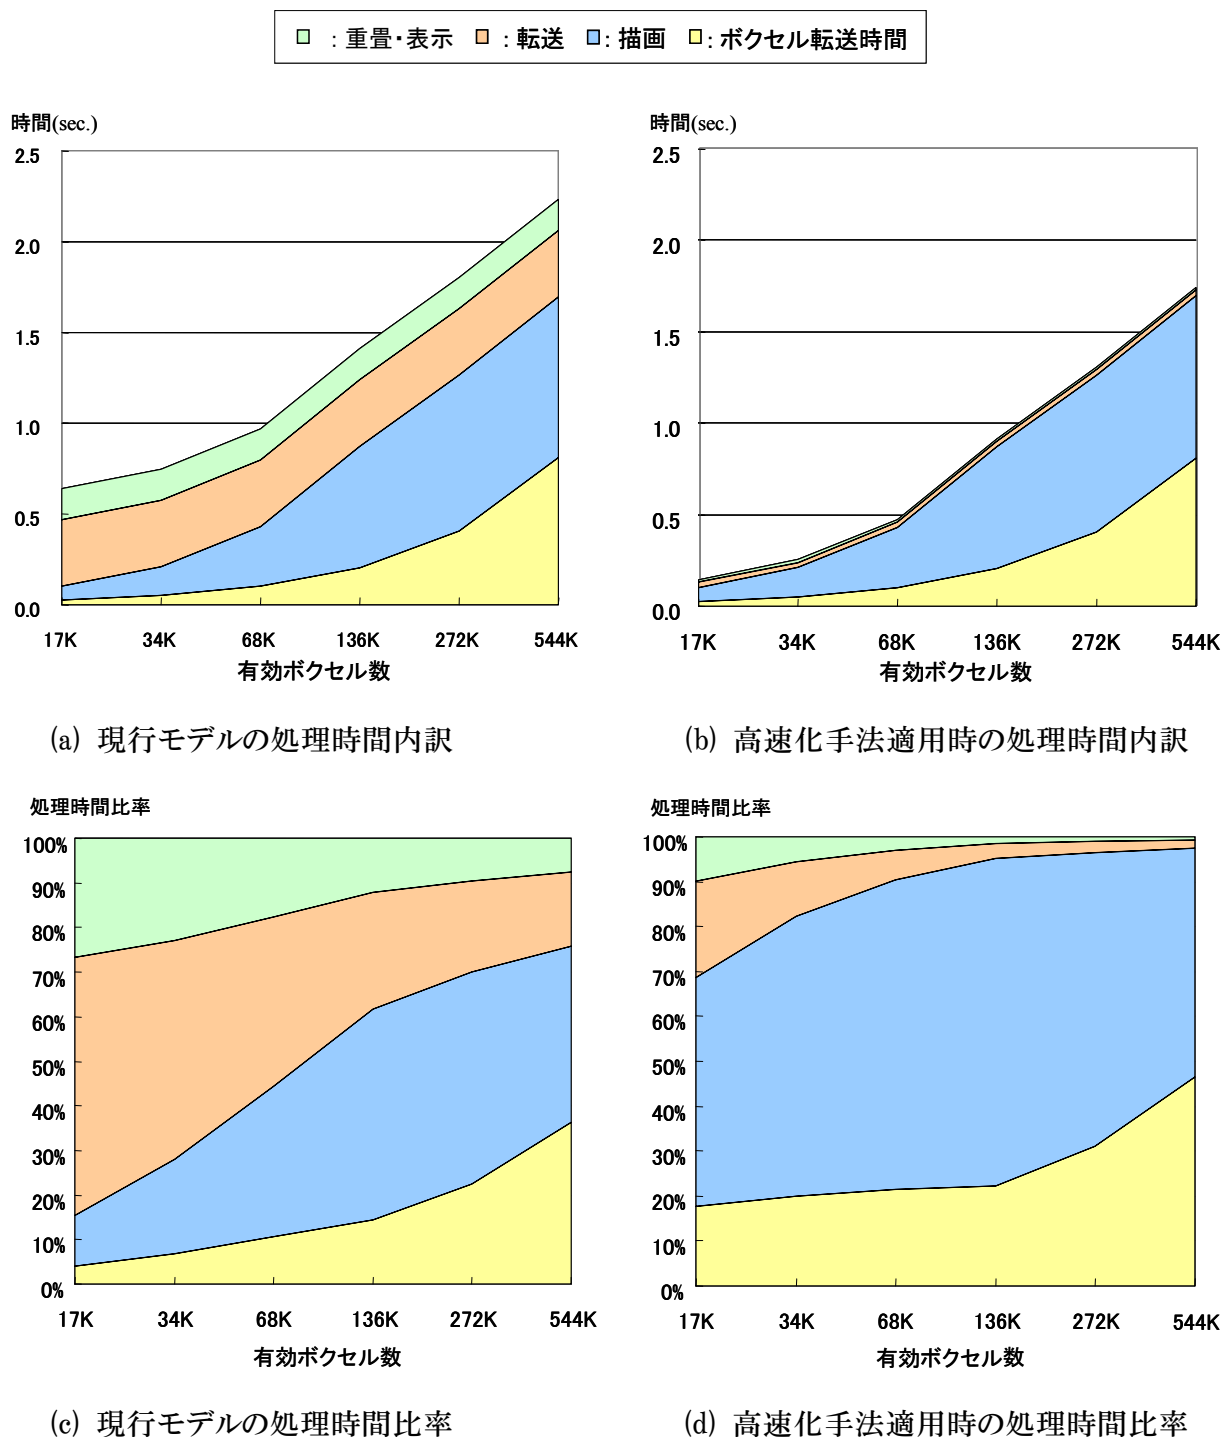 ：重畳・表示 ：転送 ：描画 ：ボクセル転送時間
時間(sec.)
2.5
2.0
1.5
1.0
0.5
0.0
17K 34K 68K 136K 272K 544K
有効ボクセル数
(a) 現行モデルの処理時間内訳
時間(sec.)
2.5
2.0
1.5
1.0
0.5
0.0
17K 34K 68K 136K 272K 544K
有効ボクセル数
(b) 高速化手法適用時の処理時間内訳
処理時間比率
100%
90%
80%
70%
60%
50%
40%
30%
20%
10%
0%
17K 34K 68K 136K 272K 544K
有効ボクセル数
(c) 現行モデルの処理時間比率
処理時間比率
100%
90%
80%
70%
60%
50%
40%
30%
20%
10%
0%
17K 34K 68K 136K 272K 544K
有効ボクセル数
(d) 高速化手法適用時の処理時間比率